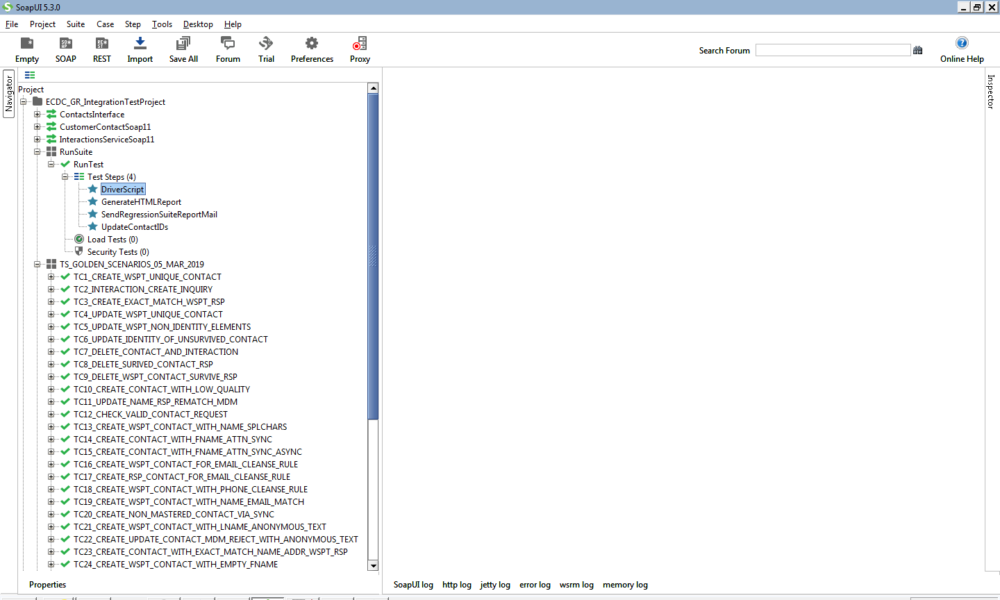 SoapUI 5.3.0
File Project Suite Case Step Tools Desktop Help
Empty SOAP REST Import Save All Forum Trial Preferences Proxy Search Forum Online Help
Navigator
Inspector
Project
ECDC_GR_IntegrationTestProject
ContactsInterface
CustomerContactSoap11
InteractionsServiceSoap11
RunSuite
RunTest
Test Steps (4)
DriverScript
GenerateHTMLReport
SendRegressionSuiteReportMail
UpdateContactIDs
Load Tests (0)
Security Tests (0)
TS_GOLDEN_SCENARIOS_05_MAR_2019
TC1_CREATE_WSPT_UNIQUE_CONTACT
TC2_INTERACTION_CREATE_INQUIRY
TC3_CREATE_EXACT_MATCH_WSPT_RSP
TC4_UPDATE_WSPT_UNIQUE_CONTACT
TC5_UPDATE_WSPT_NON_IDENTITY_ELEMENTS
TC6_UPDATE_IDENTITY_OF_UNSURVIVED_CONTACT
TC7_DELETE_CONTACT_AND_INTERACTION
TC8_DELETE_SURIVED_CONTACT_RSP
TC9_DELETE_WSPT_CONTACT_SURVIVE_RSP
TC10_CREATE_CONTACT_WITH_LOW_QUALITY
TC11_UPDATE_NAME_RSP_REMATCH_MDM
TC12_CHECK_VALID_CONTACT_REQUEST
TC13_CREATE_WSPT_CONTACT_WITH_NAME_SPLCHARS
TC14_CREATE_CONTACT_WITH_FNAME_ATTN_SYNC
TC15_CREATE_CONTACT_WITH_FNAME_ATTN_SYNC_ASYNC
TC16_CREATE_WSPT_CONTACT_FOR_EMAIL_CLEANSE_RULE
TC17_CREATE_RSP_CONTACT_FOR_EMAIL_CLEANSE_RULE
TC18_CREATE_WSPT_CONTACT_WITH_PHONE_CLEANSE_RULE
TC19_CREATE_WSPT_CONTACT_WITH_NAME_EMAIL_MATCH
TC20_CREATE_NON_MASTERED_CONTACT_VIA_SYNC
TC21_CREATE_WSPT_CONTACT_WITH_LNAME_ANONYMOUS_TEXT
TC22_CREATE_UPDATE_CONTACT_MDM_REJECT_WITH_ANONYMOUS_TEXT
TC23_CREATE_CONTACT_WITH_EXACT_MATCH_NAME_ADDR_WSPT_RSP
TC24_CREATE_WSPT_CONTACT_WITH_EMPTY_FNAME
Properties
SoapUI log http log jetty log error log wsrm log memory log